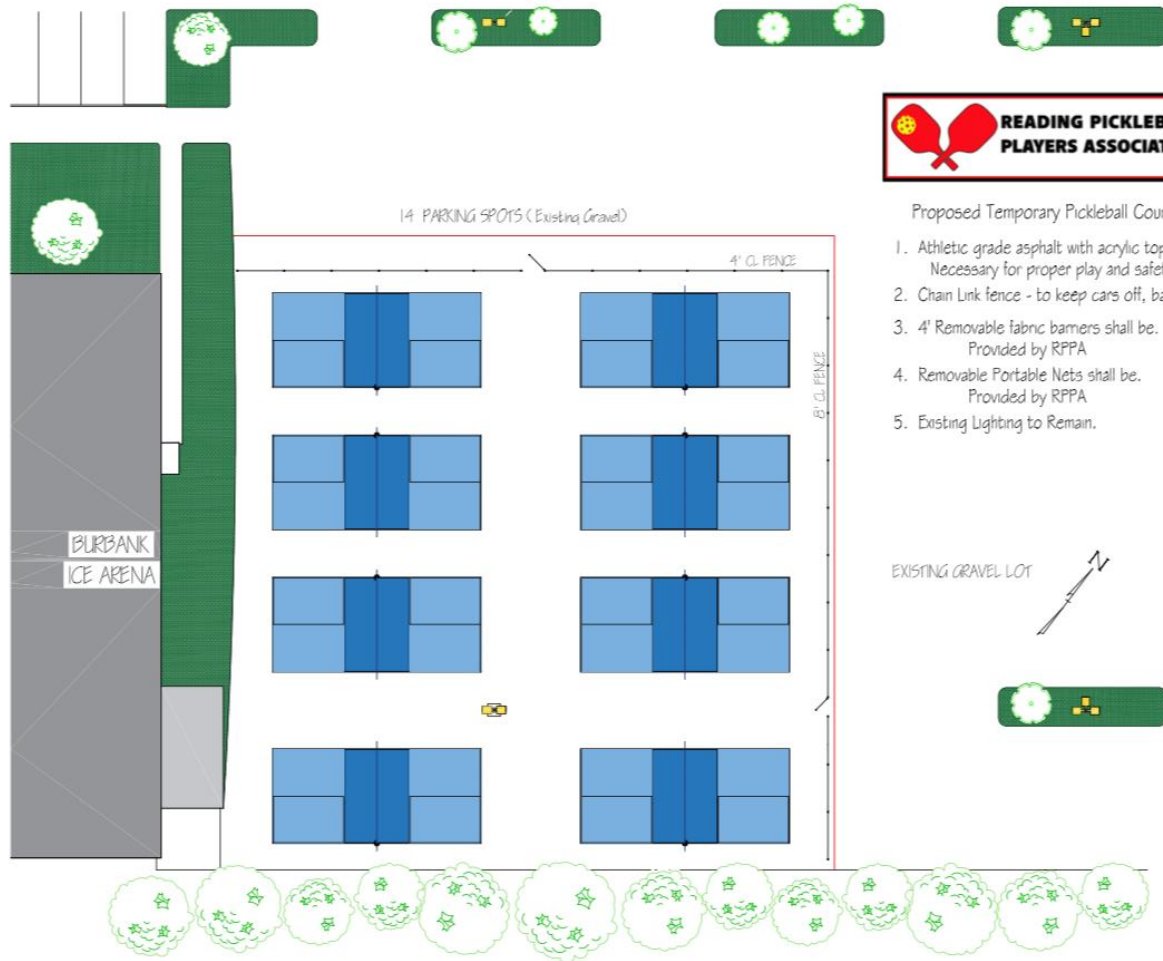 READING PICKLEB
PLAYERS ASSOCIAT
14 PARKING SPOTS (Existing Gravel)
Proposed Temporary Pickleball Cour
4' CL FENCE
1. Athletic grade asphalt with acrylic top
Necessary for proper play and safet
2. Chain Link fence - to keep cars off, ba
3. 4' Removable fabric barriers shall be.
Provided by RPPA
8' CL FENCE
4. Removable Portable Nets shall be.
Provided by RPPA
5. Existing Lighting to Remain.
BURBANK
ICE ARENA
EXISTING GRAVEL LOT
N